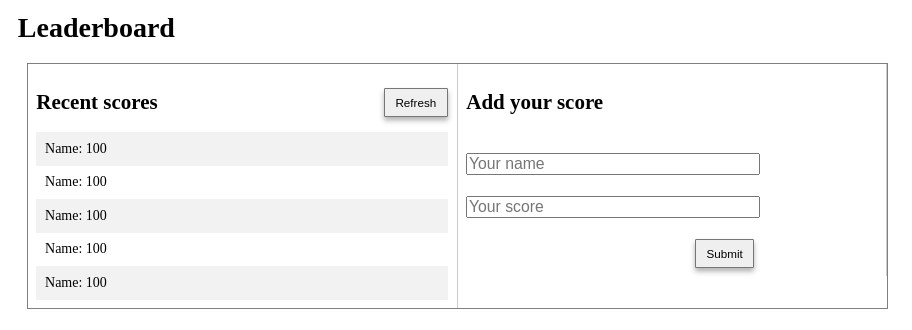 Leaderboard
Recent scores
Refresh
Name: 100
Name: 100
Name: 100
Name: 100
Name: 100
Add your score
Your name
Your score
Submit